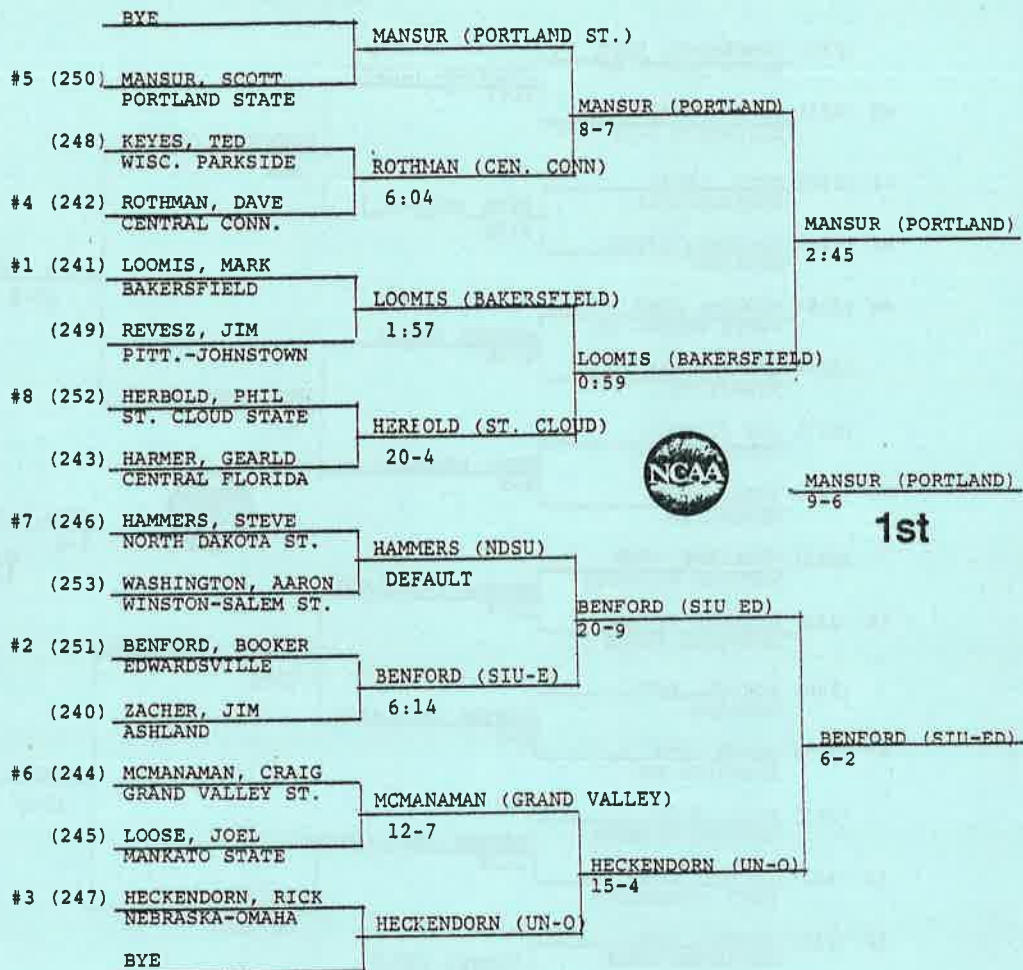 BYE
MANSUR (PORTLAND ST.)
#5 (250) MANSUR, SCOTT
PORTLAND STATE
MANSUR (PORTLAND)
8-7
(248) KEYES, TED
WISC. PARKSIDE
ROTHMAN (CEN. CONN)
6:04
#4 (242) ROTHMAN, DAVE
CENTRAL CONN.
MANSUR (PORTLAND)
2:45
#1 (241) LOOMIS, MARK
BAKERSFIELD
LOOMIS (BAKERSFIELD)
1:57
(249) REVESZ, JIM
PITT.-JOHNSTOWN
LOOMIS (BAKERSFIELD)
0:59
#8 (252) HERBOLD, PHIL
ST. CLOUD STATE
HERFOLD (ST. CLOUD)
20-4
(243) HARMER, GEARLD
CENTRAL FLORIDA
NCAA
MANSUR (PORTLAND)
9-6
1st
#7 (246) HAMMERS, STEVE
NORTH DAKOTA ST.
HAMMERS (NDSU)
DEFAULT
(253) WASHINGTON, AARON
WINSTON-SALEM ST.
BENFORD (SIU ED)
20-9
#2 (251) BENFORD, BOOKER
EDWARDSVILLE
BENFORD (SIU-E)
6:14
(240) ZACHER, JIM
ASHLAND
BENFORD (SIU-ED)
6-2
#6 (244) MCMANAMAN, CRAIG
GRAND VALLEY ST.
MCMANAMAN (GRAND VALLEY)
12-7
(245) LOOSE, JOEL
MANKATO STATE
HECKENDORN (UN-O)
15-4
#3 (247) HECKENDORN, RICK
NEBRASKA-OMAHA
HECKENDORN (UN-O)
BYE